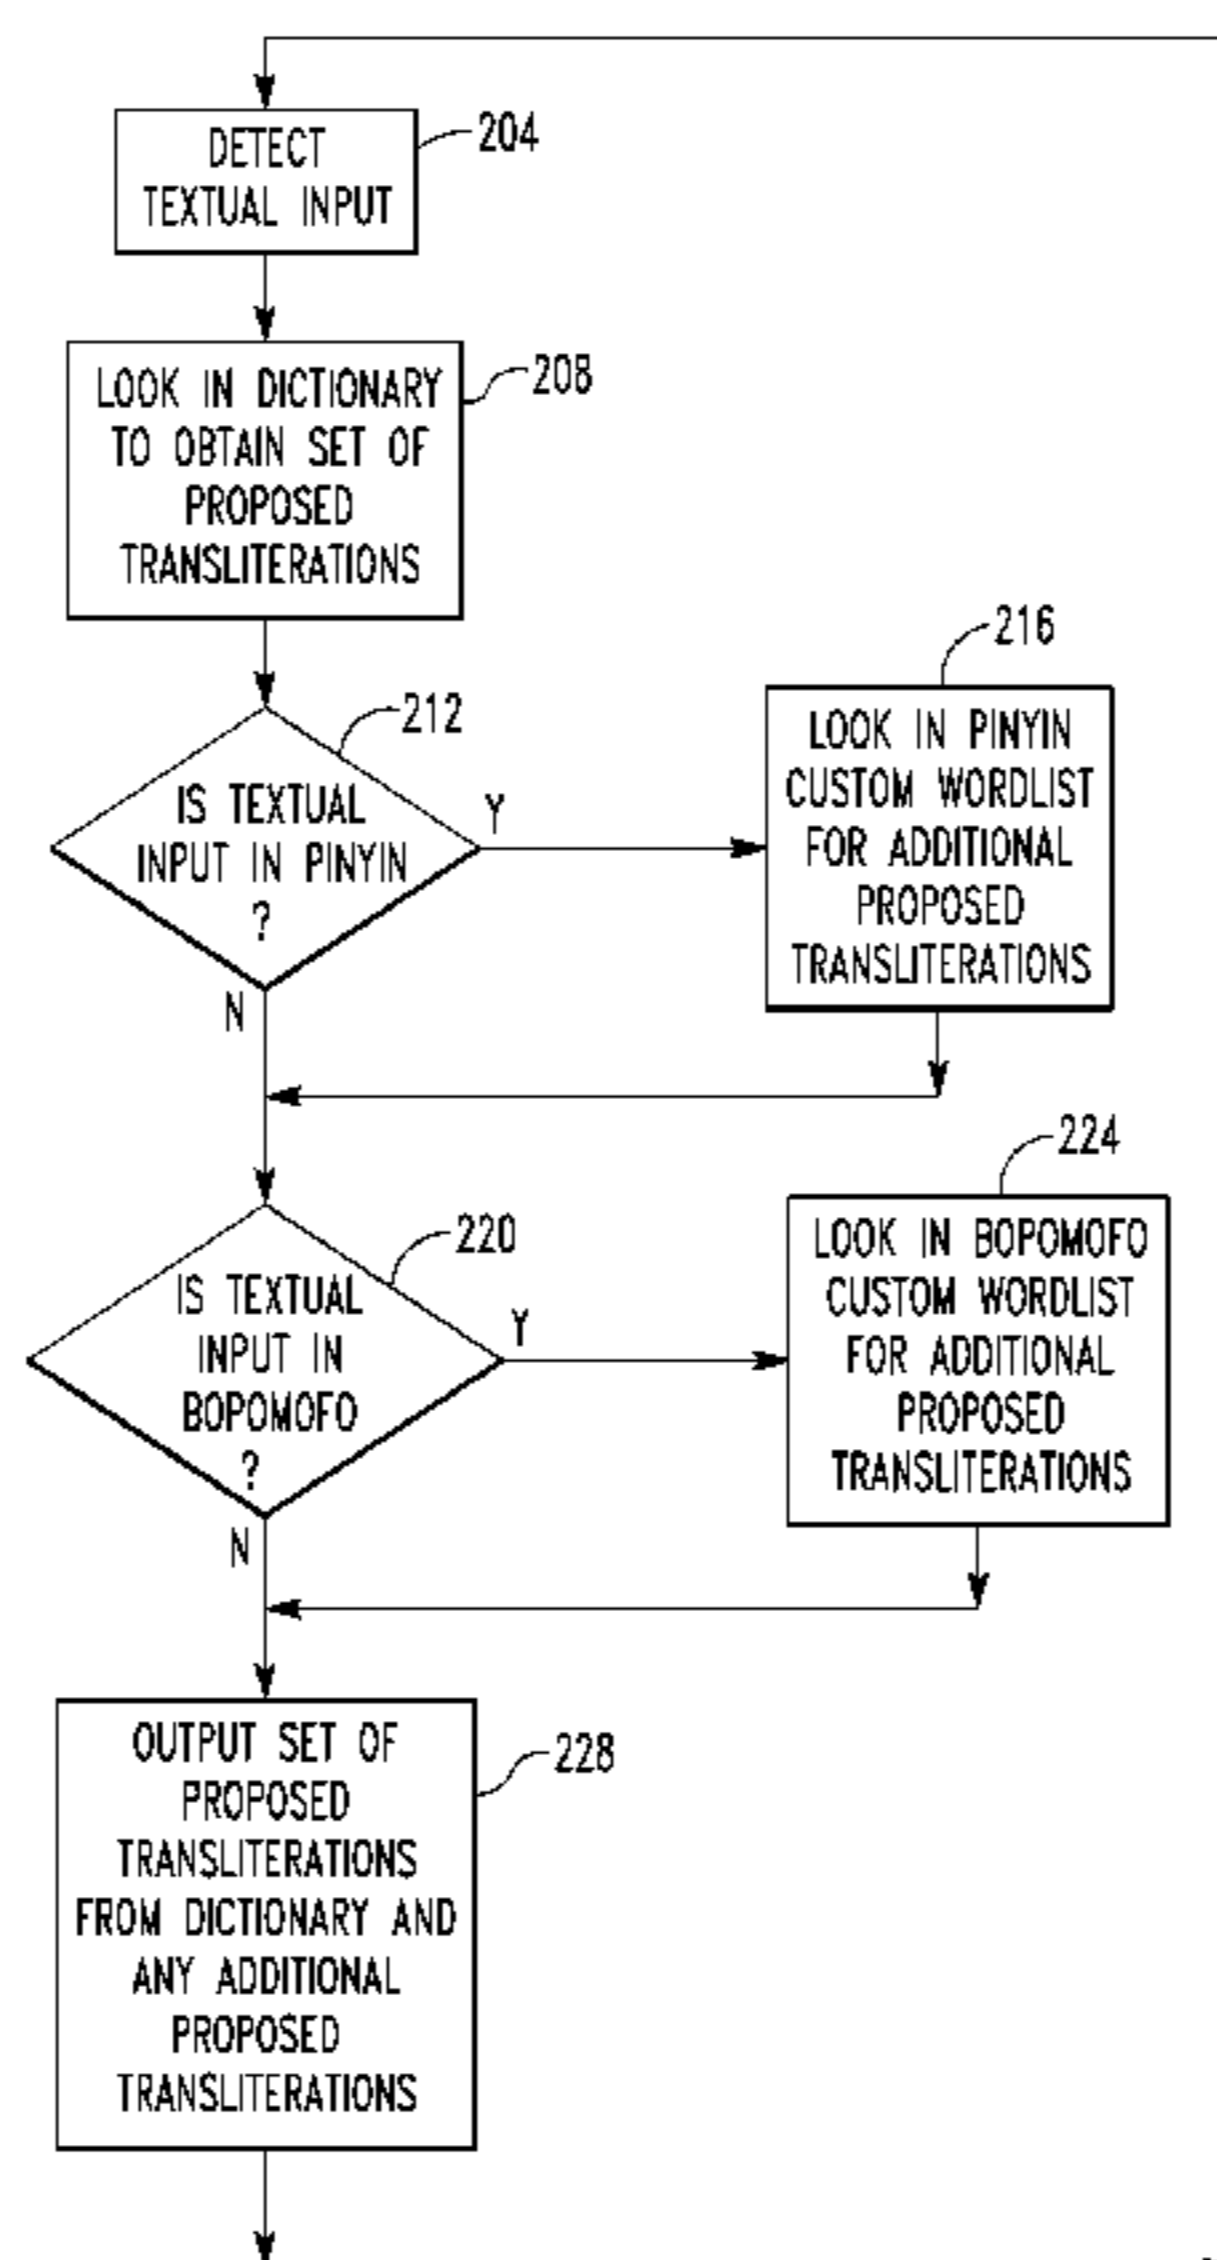 DETECT
TEXTUAL INPUT
204
LOOK IN DICTIONARY
TO OBTAIN SET OF
PROPOSED
TRANSLITERATIONS
208
IS TEXTUAL
INPUT IN PINYIN
?
212
Y
N
LOOK IN PINYIN
CUSTOM WORDLIST
FOR ADDITIONAL
PROPOSED
TRANSLITERATIONS
216
IS TEXTUAL
INPUT IN
BOPOMOFO
?
220
Y
N
LOOK IN BOPOMOFO
CUSTOM WORDLIST
FOR ADDITIONAL
PROPOSED
TRANSLITERATIONS
224
OUTPUT SET OF
PROPOSED
TRANSLITERATIONS
FROM DICTIONARY AND
ANY ADDITIONAL
PROPOSED
TRANSLITERATIONS
228